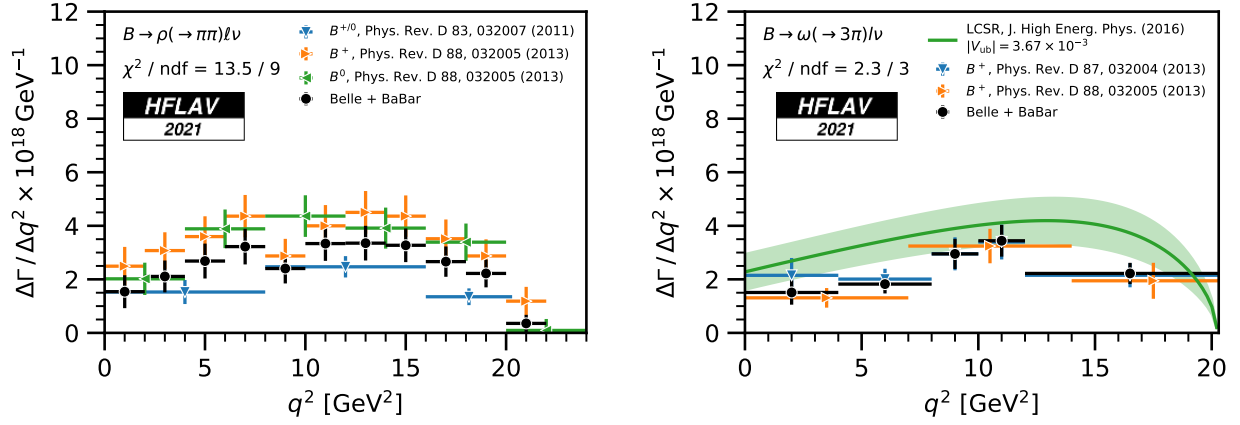 12
10
8
6
4
2
0
0
5
10
15
20
ΔΓ / Δq² × 10¹⁸ GeV⁻¹
q² [GeV²]
B → ρ(→ ππ)ℓν
χ² / ndf = 13.5 / 9
HFLAV
2021
B⁺ᐟ⁰, Phys. Rev. D 83, 032007 (2011)
B⁺, Phys. Rev. D 88, 032005 (2013)
B⁰, Phys. Rev. D 88, 032005 (2013)
Belle + BaBar
12
10
8
6
4
2
0
0
5
10
15
20
ΔΓ / Δq² × 10¹⁸ GeV⁻¹
q² [GeV²]
B → ω(→ 3π)lν
χ² / ndf = 2.3 / 3
HFLAV
2021
LCSR, J. High Energ. Phys. (2016)
|V_ub| = 3.67 × 10⁻³
B⁺, Phys. Rev. D 87, 032004 (2013)
B⁺, Phys. Rev. D 88, 032005 (2013)
Belle + BaBar